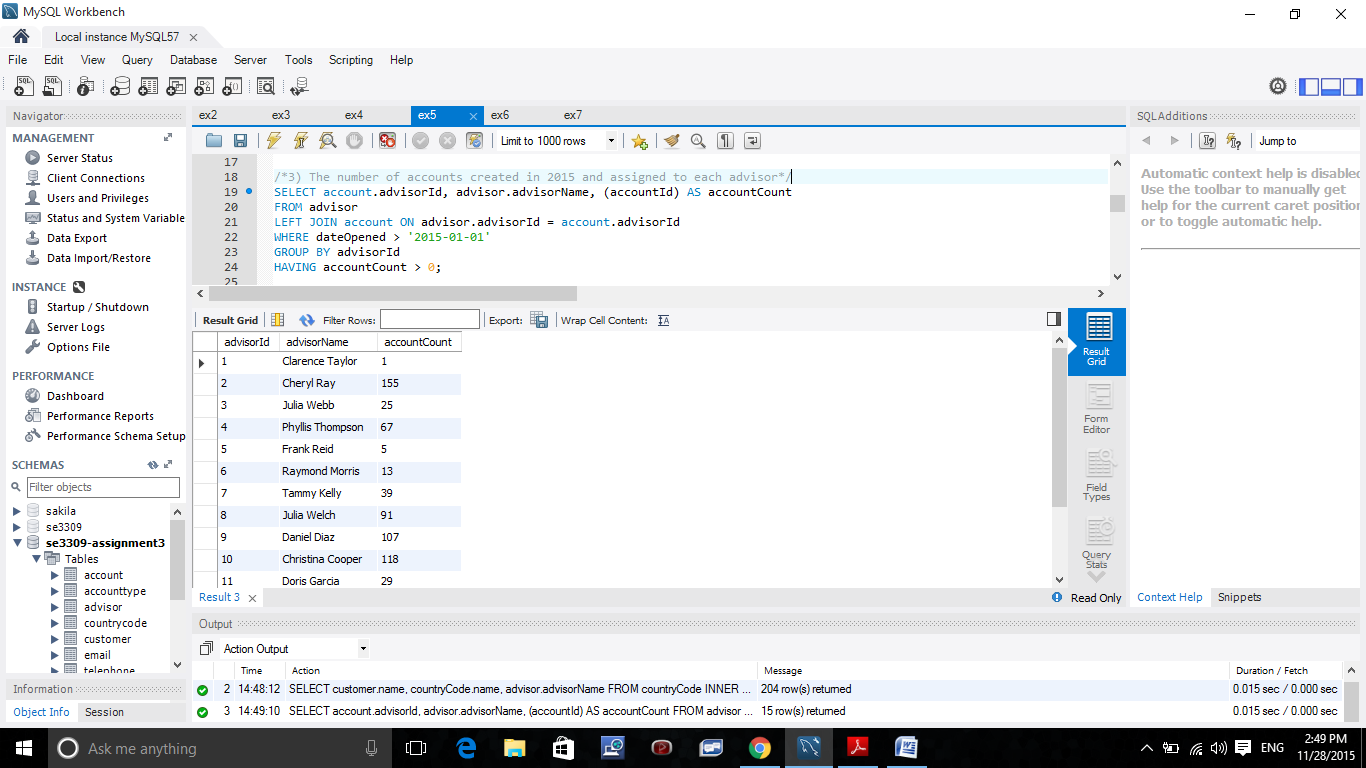 MySQL Workbench
Local instance MySQL57
File Edit View Query Database Server Tools Scripting Help
Navigator
MANAGEMENT
Server Status
Client Connections
Users and Privileges
Status and System Variable
Data Export
Data Import/Restore
INSTANCE
Startup / Shutdown
Server Logs
Options File
PERFORMANCE
Dashboard
Performance Reports
Performance Schema Setup
SCHEMAS
Filter objects
sakila
se3309
se3309-assignment3
Tables
account
accounttype
advisor
countrycode
customer
email
telephone
Information
Object Info Session
ex2 ex3 ex4 ex5 ex6 ex7
Limit to 1000 rows
17
18 /*3) The number of accounts created in 2015 and assigned to each advisor*/
19 SELECT account.advisorId, advisor.advisorName, (accountId) AS accountCount
20 FROM advisor
21 LEFT JOIN account ON advisor.advisorId = account.advisorId
22 WHERE dateOpened > '2015-01-01'
23 GROUP BY advisorId
24 HAVING accountCount > 0;
25
Result Grid Filter Rows: Export: Wrap Cell Content:
advisorId advisorName accountCount
1 Clarence Taylor 1
2 Cheryl Ray 155
3 Julia Webb 25
4 Phyllis Thompson 67
5 Frank Reid 5
6 Raymond Morris 13
7 Tammy Kelly 39
8 Julia Welch 91
9 Daniel Diaz 107
10 Christina Cooper 118
11 Doris Garcia 29
Result
Grid
Form
Editor
Field
Types
Query
Stats
Result 3
Read Only
SQLAdditions
Jump to
Automatic context help is disabled
Use the toolbar to manually get
help for the current caret position
or to toggle automatic help.
Context Help Snippets
Output
Action Output
Time Action Message Duration / Fetch
2 14:48:12 SELECT customer.name, countryCode.name, advisor.advisorName FROM countryCode INNER ... 204 row(s) returned 0.015 sec / 0.000 sec
3 14:49:10 SELECT account.advisorId, advisor.advisorName, (accountId) AS accountCount FROM advisor ... 15 row(s) returned 0.015 sec / 0.000 sec
Ask me anything
ENG
2:49 PM
11/28/2015